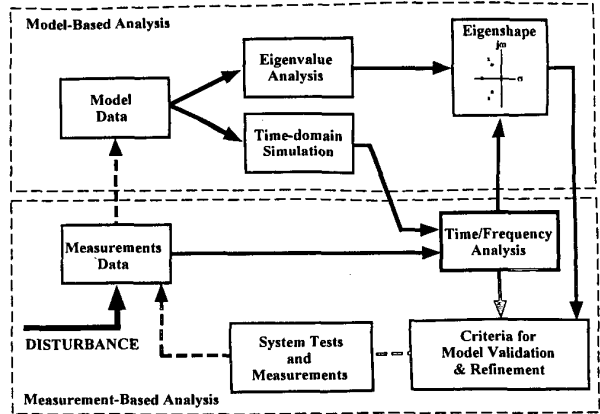 Model-Based Analysis
Eigenvalue
Analysis
Eigenshape
jω
σ
Model
Data
Time-domain
Simulation
Measurements
Data
Time/Frequency
Analysis
DISTURBANCE
System Tests
and
Measurements
Criteria for
Model Validation
& Refinement
Measurement-Based Analysis